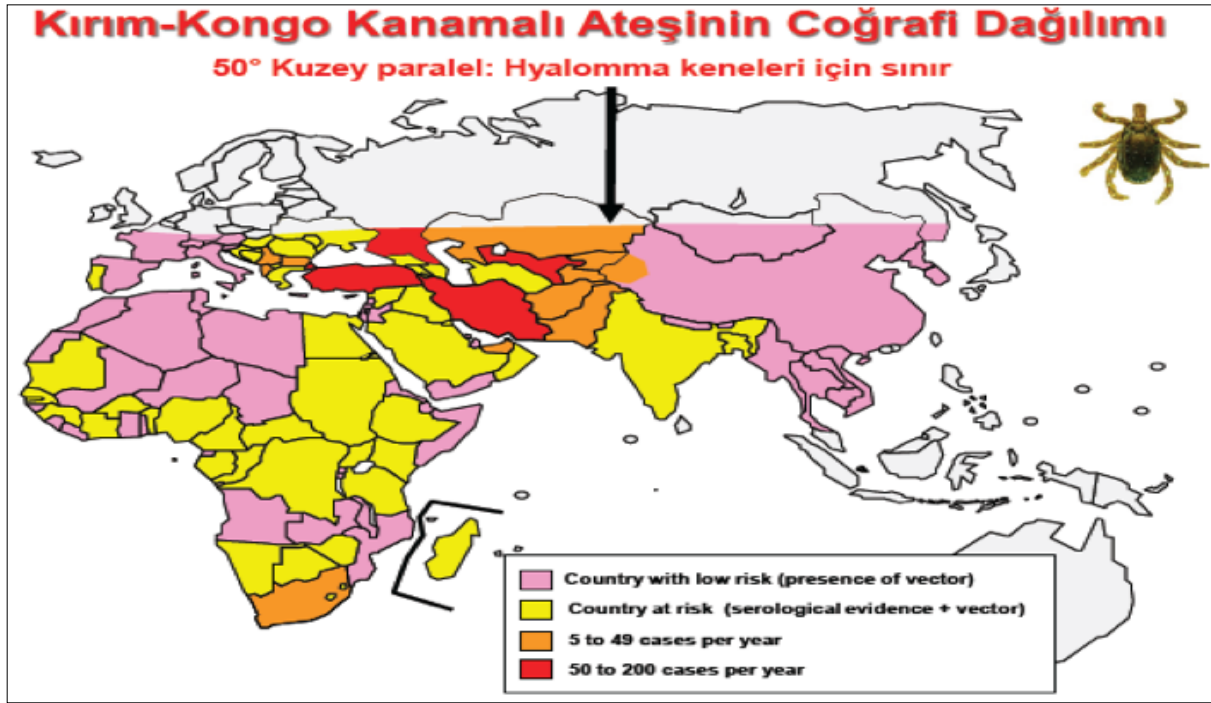 Kırım-Kongo Kanamalı Ateşinin Coğrafi Dağılımı
50° Kuzey paralel: Hyalomma keneleri için sınır
Country with low risk (presence of vector)
Country at risk (serological evidence + vector)
5 to 49 cases per year
50 to 200 cases per year